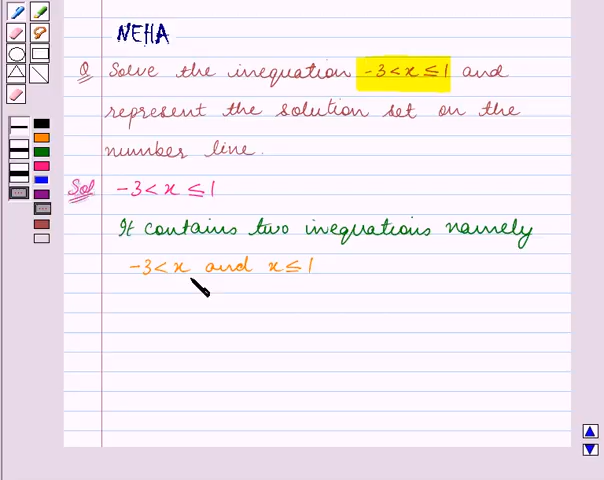 NEHA
Q Solve the inequation -3 < x ≤ 1 and
represent the solution set on the
number line.
Sol -3 < x ≤ 1
It contains two inequations namely
-3 < x and x ≤ 1